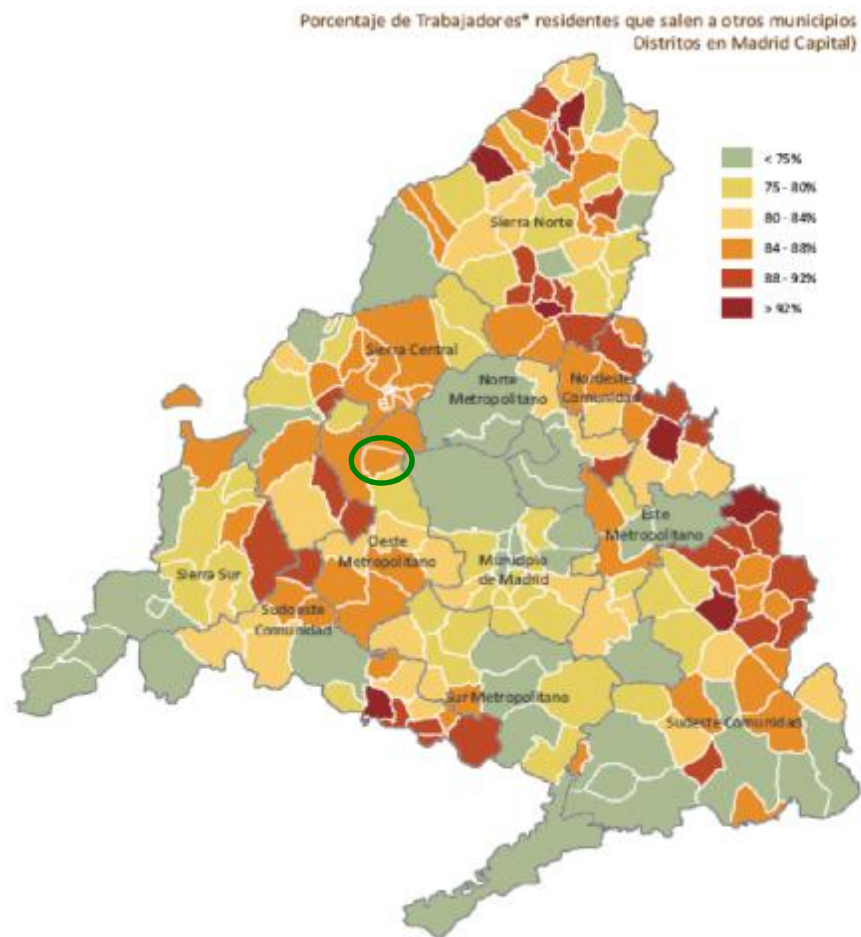 Porcentaje de Trabajadores* residentes que salen a otros municipios
Distritos en Madrid Capital)
< 75%
75 - 80%
80 - 84%
84 - 88%
88 - 92%
> 92%
Sierra Norte
Sierra Central
Norte
Metropolitano
Nordeste
Comunidad
Este
Metropolitano
Oeste
Metropolitano
Municipio
de Madrid
Sierra Sur
Sudoeste
Comunidad
Sur Metropolitano
Sudeste Comunidad